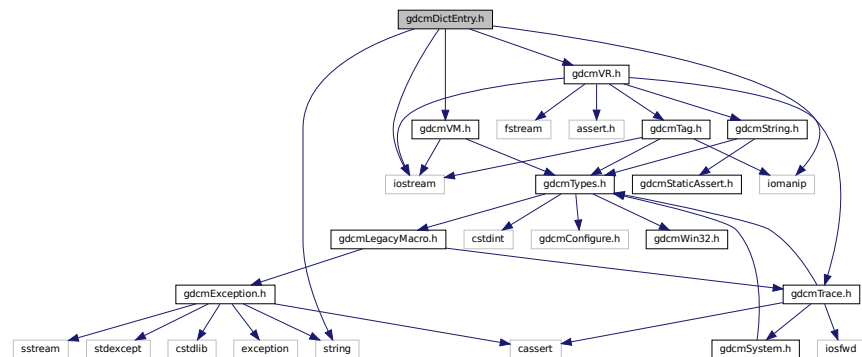 gdcmDictEntry.h
gdcmVR.h
gdcmVM.h
fstream
assert.h
gdcmTag.h
gdcmString.h
iostream
gdcmTypes.h
gdcmStaticAssert.h
iomanip
gdcmLegacyMacro.h
cstdint
gdcmConfigure.h
gdcmWin32.h
gdcmException.h
gdcmTrace.h
sstream
stdexcept
cstdlib
exception
string
cassert
gdcmSystem.h
iosfwd